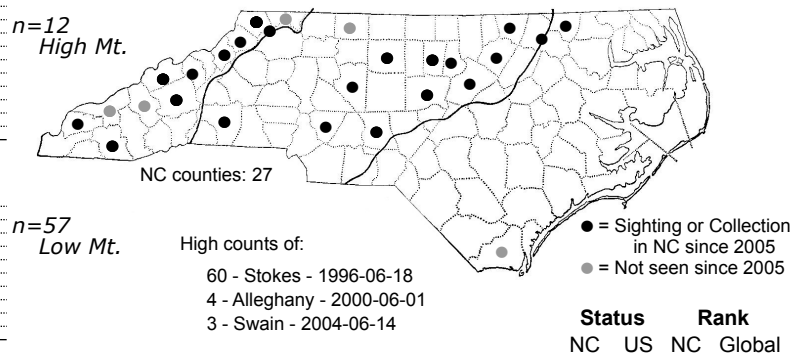 n=12
High Mt.
NC counties: 27
n=57
Low Mt.
High counts of:
60 - Stokes - 1996-06-18
4 - Alleghany - 2000-06-01
3 - Swain - 2004-06-14
= Sighting or Collection
in NC since 2005
= Not seen since 2005
Status Rank
NC US NC Global